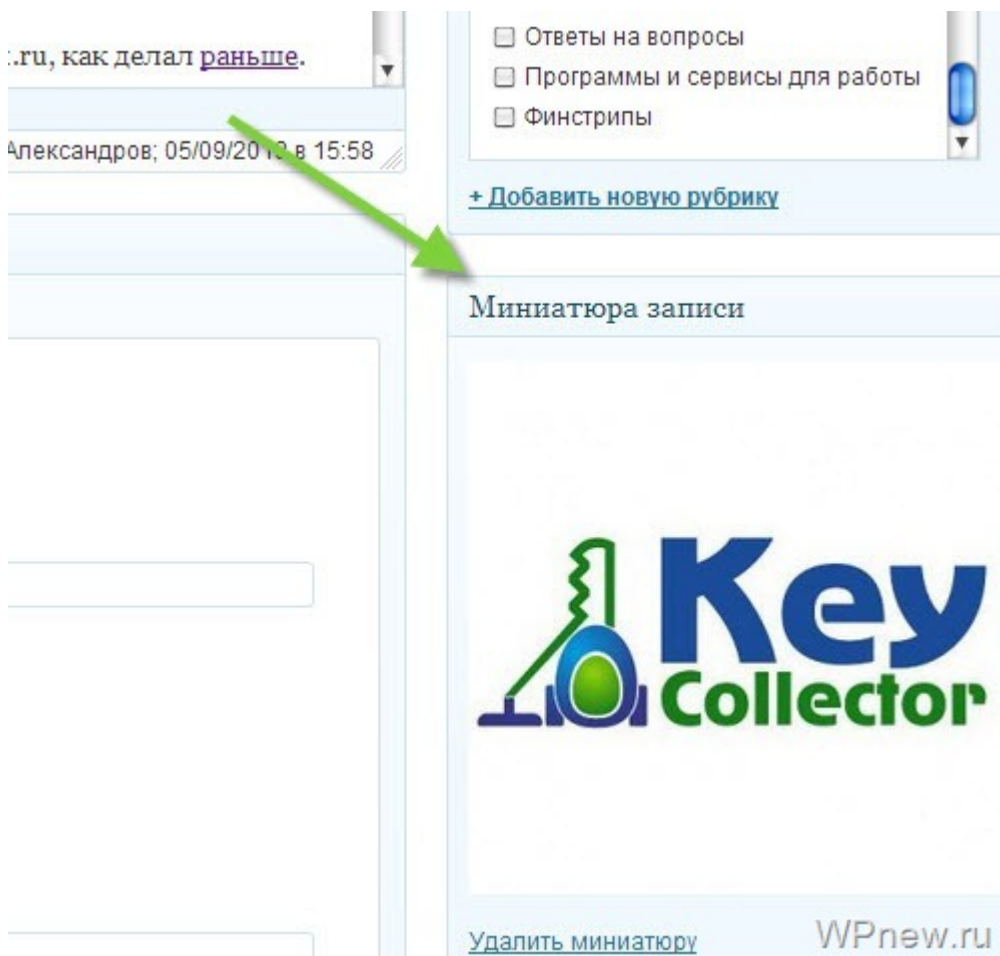 .ru, как делал раньше.
Александров; 05/09/2013 в 15:58
Ответы на вопросы
Программы и сервисы для работы
Финстрипы
+ Добавить новую рубрику
Миниатюра записи
Key
Collector
Удалить миниатюру
WPnew.ru